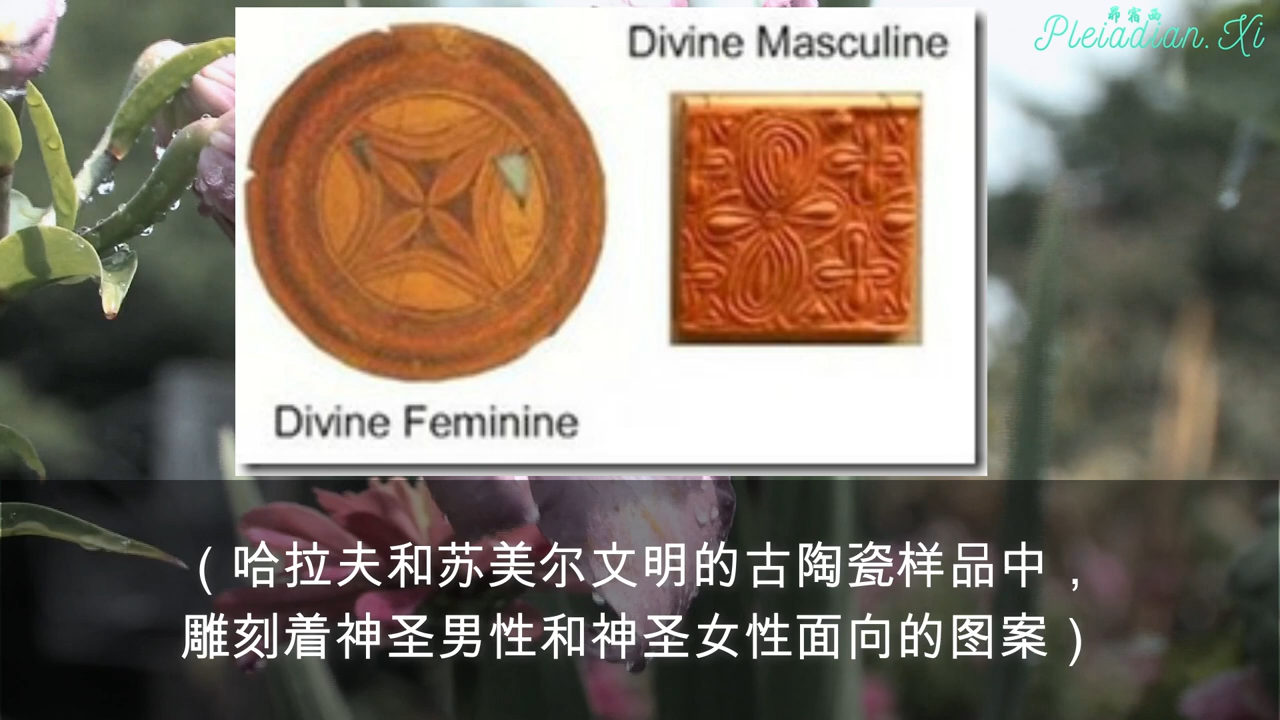 昴宿西
Pleiadian.Xi
Divine Masculine
Divine Feminine
（哈拉夫和苏美尔文明的古陶瓷样品中，
雕刻着神圣男性和神圣女性面向的图案）